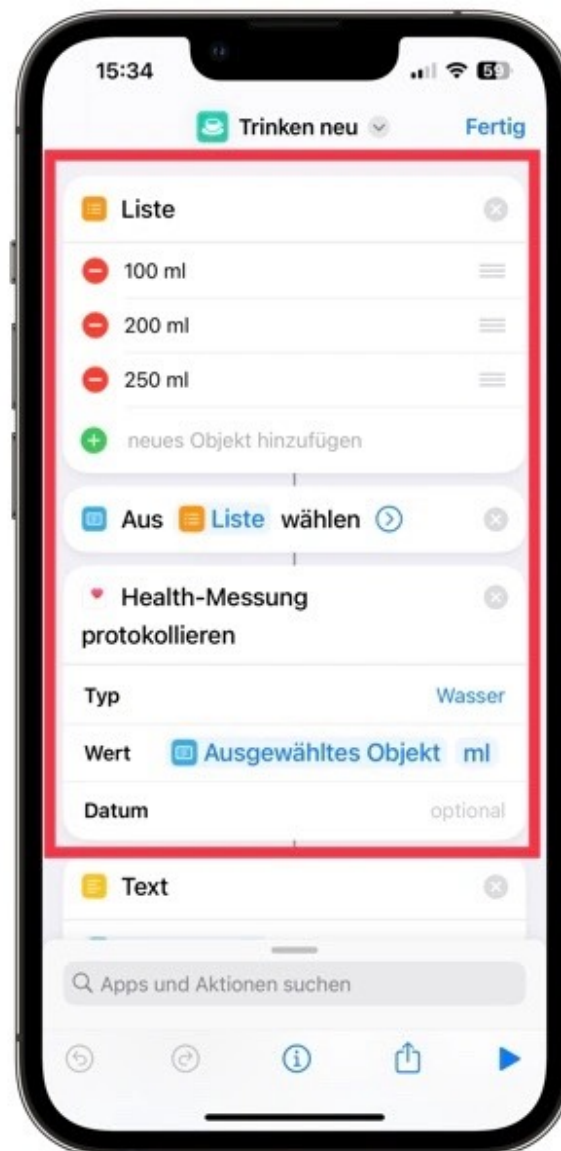 15:34
59
Trinken neu
Fertig
Liste
100 ml
200 ml
250 ml
neues Objekt hinzufügen
Aus Liste wählen
Health-Messung
protokollieren
Typ Wasser
Wert Ausgewähltes Objekt ml
Datum optional
Text
Apps und Aktionen suchen